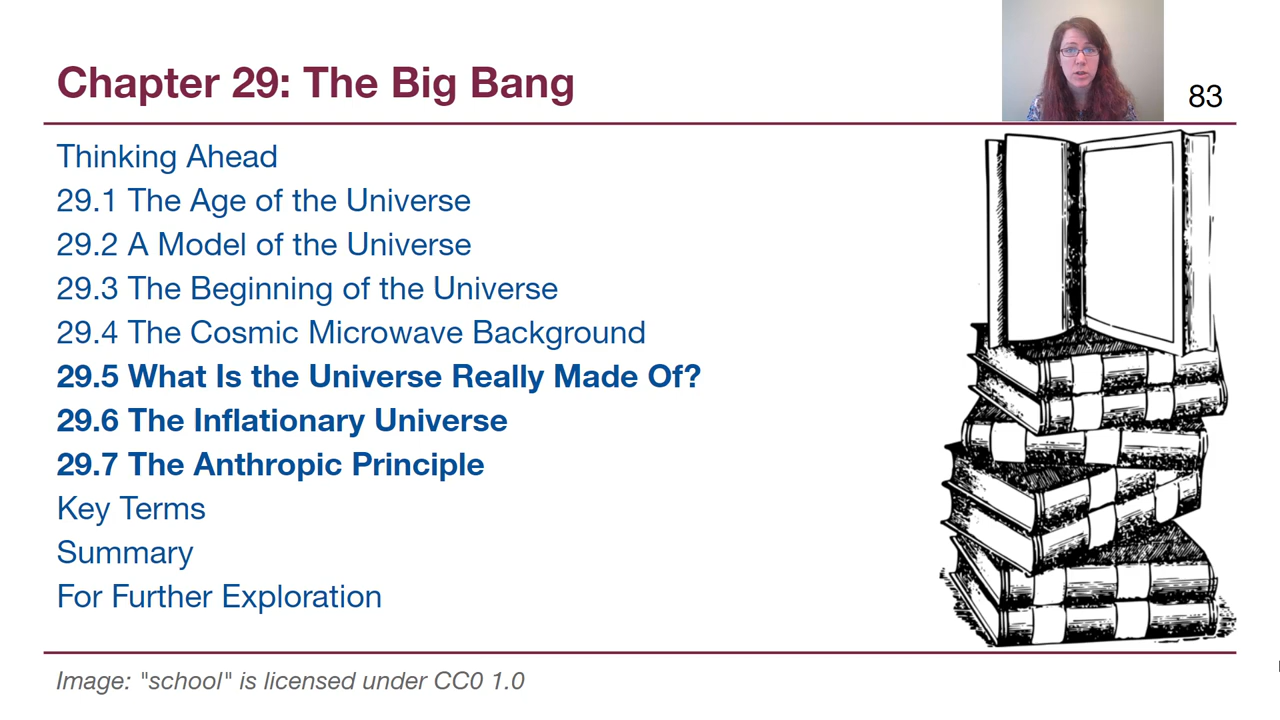 Chapter 29: The Big Bang
83
Thinking Ahead
29.1 The Age of the Universe
29.2 A Model of the Universe
29.3 The Beginning of the Universe
29.4 The Cosmic Microwave Background
29.5 What Is the Universe Really Made Of?
29.6 The Inflationary Universe
29.7 The Anthropic Principle
Key Terms
Summary
For Further Exploration
Image: "school" is licensed under CC0 1.0